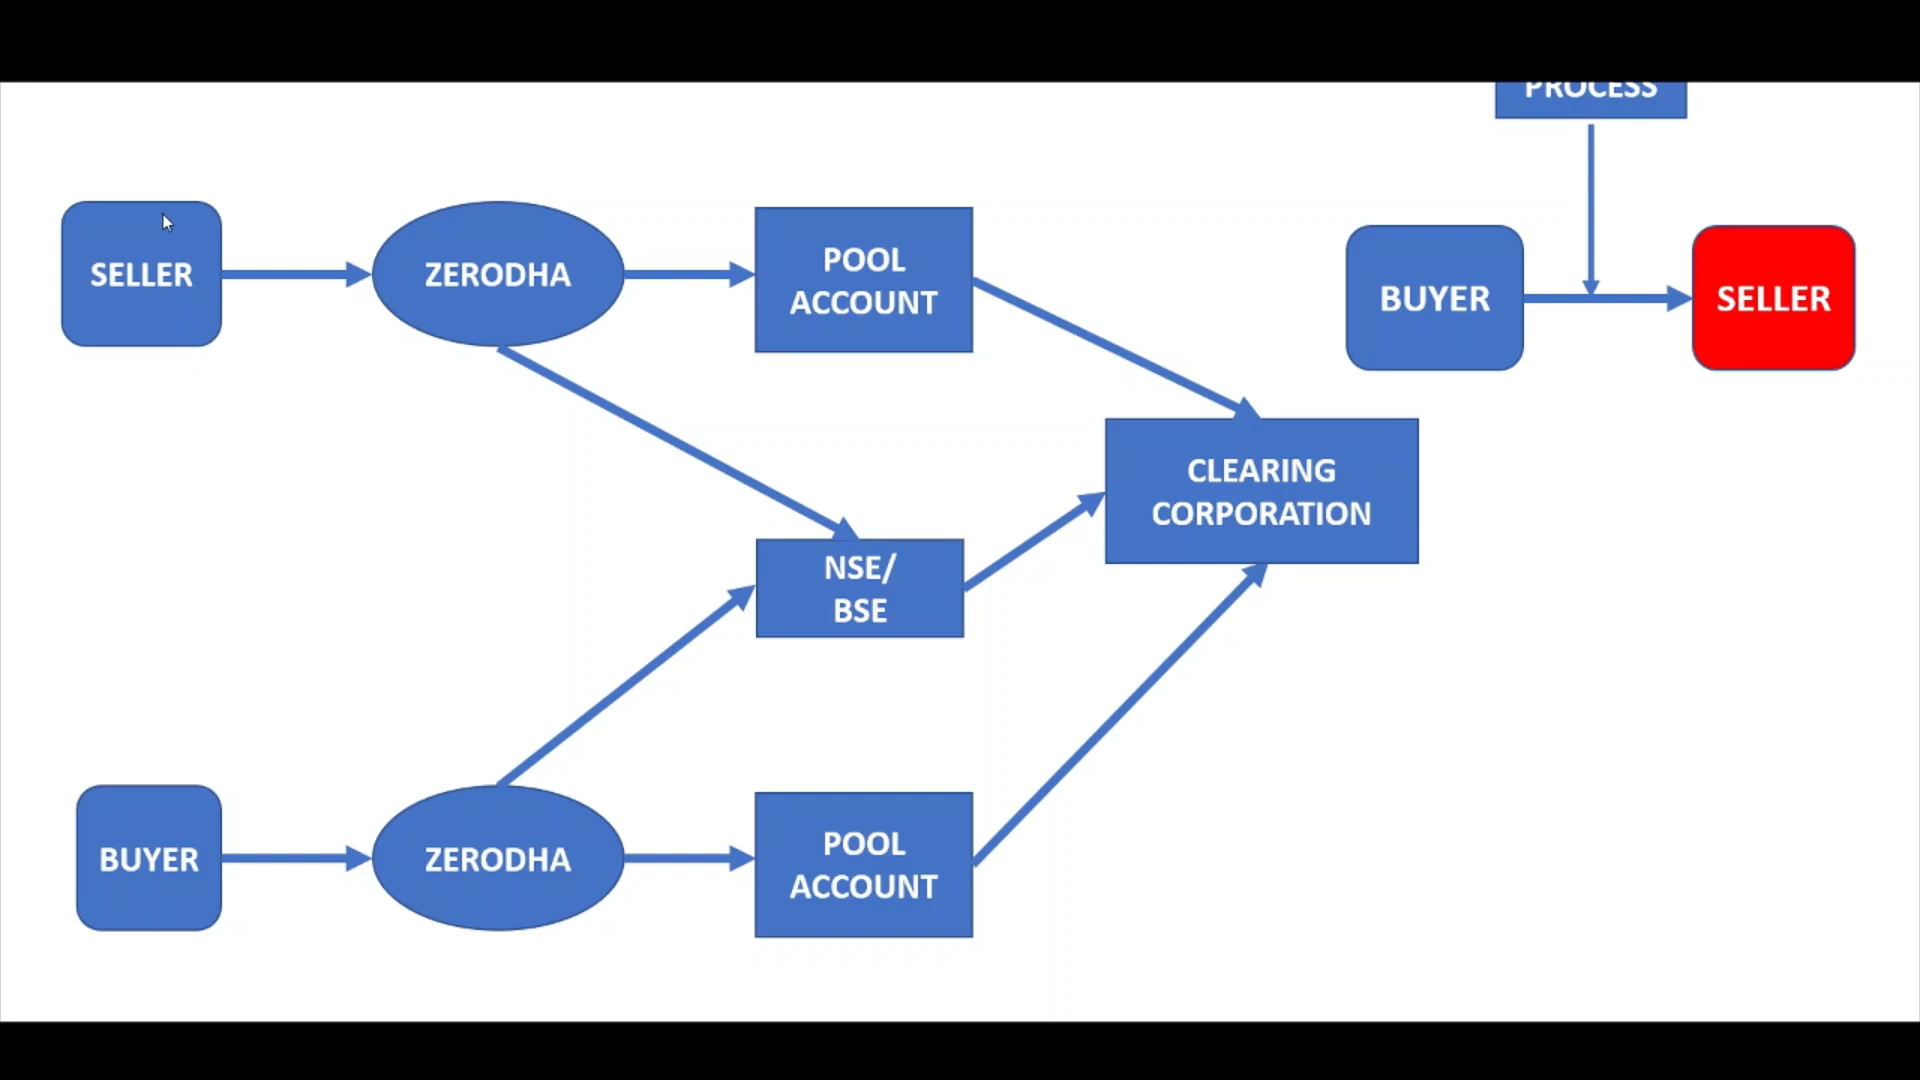 PROCESS
SELLER
ZERODHA
POOL
ACCOUNT
BUYER
SELLER
CLEARING
CORPORATION
NSE/
BSE
BUYER
ZERODHA
POOL
ACCOUNT